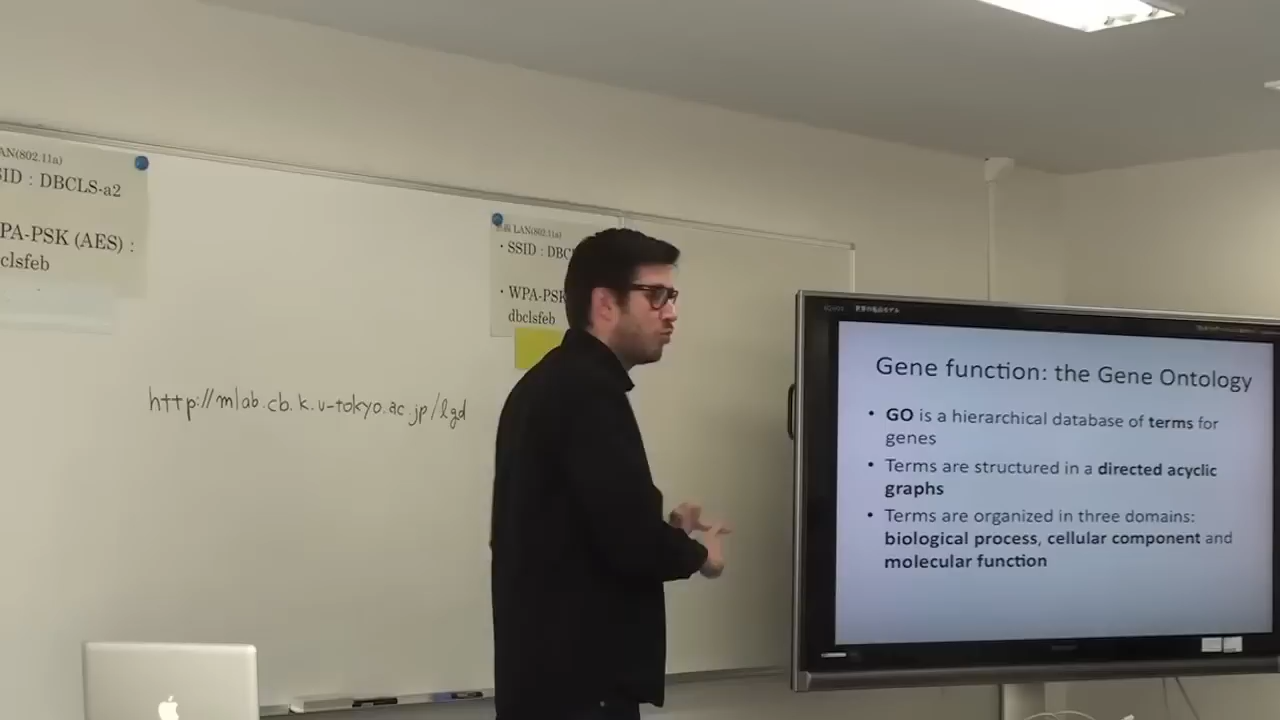 AN(802.11a)
SID : DBCLS-a2
PA-PSK (AES) :
clsfeb
LAN(802.11a)
・SSID : DBC
・WPA-PSK
dbclsfeb
http://mlab.cb.k.u-tokyo.ac.jp/lgd
Gene function: the Gene Ontology
• GO is a hierarchical database of terms for
genes
• Terms are structured in a directed acyclic
graphs
• Terms are organized in three domains:
biological process, cellular component and
molecular function